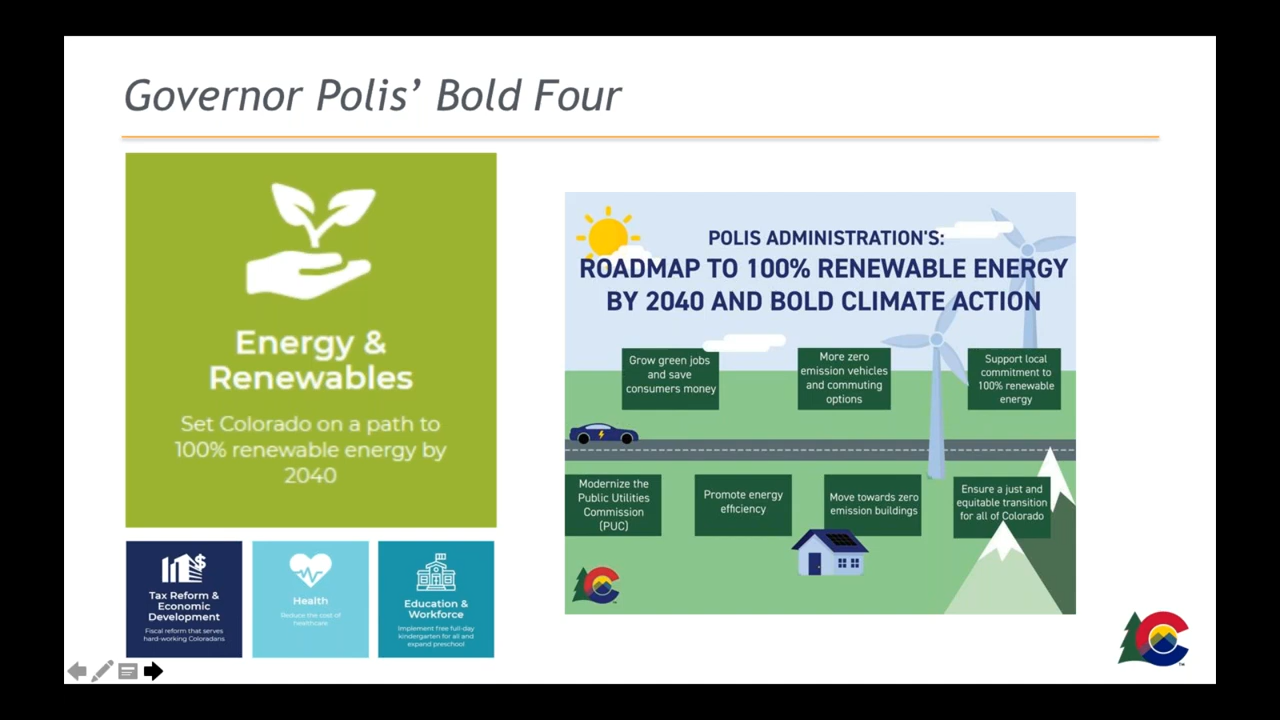 Governor Polis’ Bold Four
Energy &
Renewables
Set Colorado on a path to
100% renewable energy by
2040
Tax Reform &
Economic
Development
Fiscal reform that serves
hard-working Coloradans
Health
Reduce the cost of
healthcare
Education &
Workforce
Implement free full-day
kindergarten for all and
expand preschool
POLIS ADMINISTRATION'S:
ROADMAP TO 100% RENEWABLE ENERGY
BY 2040 AND BOLD CLIMATE ACTION
Grow green jobs
and save
consumers money
More zero
emission vehicles
and commuting
options
Support local
commitment to
100% renewable
energy
Modernize the
Public Utilities
Commission
(PUC)
Promote energy
efficiency
Move towards zero
emission buildings
Ensure a just and
equitable transition
for all of Colorado